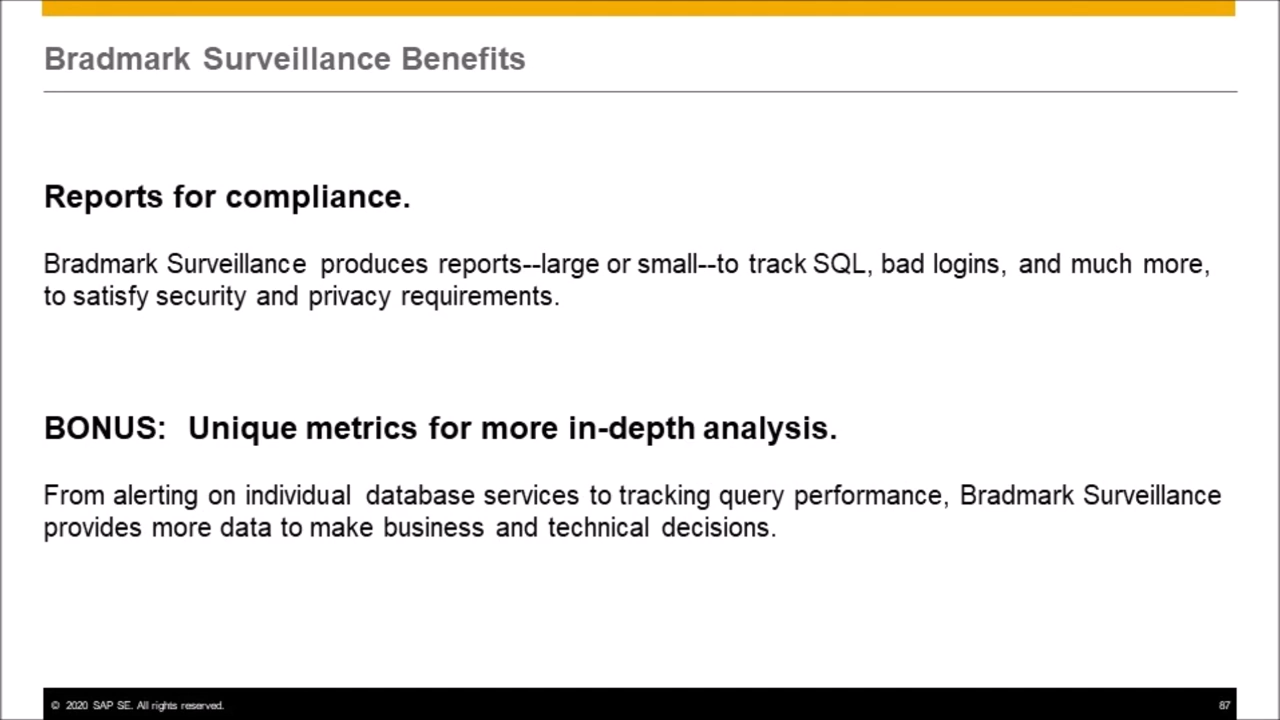 Bradmark Surveillance Benefits
Reports for compliance.
Bradmark Surveillance produces reports--large or small--to track SQL, bad logins, and much more,
to satisfy security and privacy requirements.
BONUS: Unique metrics for more in-depth analysis.
From alerting on individual database services to tracking query performance, Bradmark Surveillance
provides more data to make business and technical decisions.
© 2020 SAP SE. All rights reserved.
87